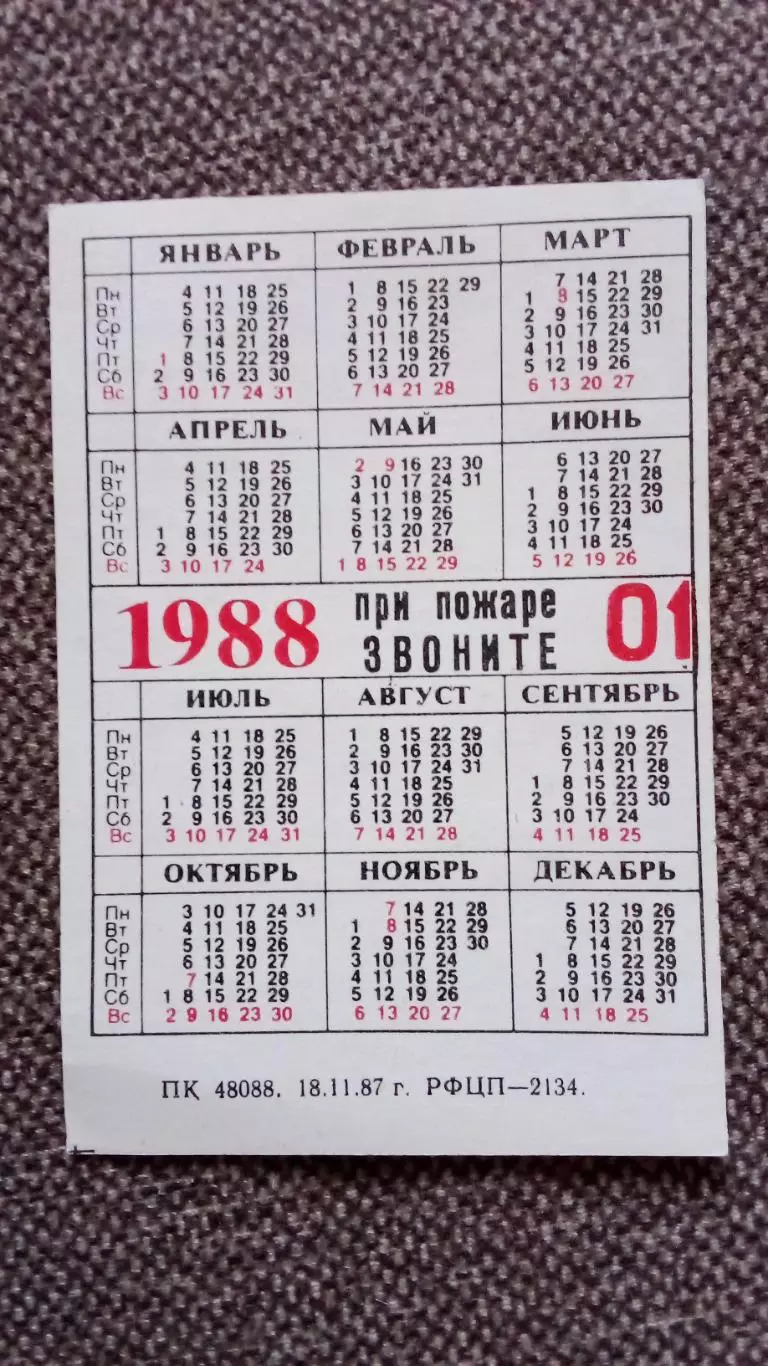 ЯНВАРЬ ФЕВРАЛЬ МАРТ
Пн 4 11 18 25 1 8 15 22 29 7 14 21 28
Вт 5 12 19 26 2 9 16 23 1 8 15 22 29
Ср 6 13 20 27 3 10 17 24 2 9 16 23 30
Чт 7 14 21 28 4 11 18 25 3 10 17 24 31
Пт 1 8 15 22 29 5 12 19 26 4 11 18 25
Сб 2 9 16 23 30 6 13 20 27 5 12 19 26
Вс 3 10 17 24 31 7 14 21 28 6 13 20 27
АПРЕЛЬ МАЙ ИЮНЬ
Пн 4 11 18 25 2 9 16 23 30 6 13 20 27
Вт 5 12 19 26 3 10 17 24 31 7 14 21 28
Ср 6 13 20 27 4 11 18 25 1 8 15 22 29
Чт 7 14 21 28 5 12 19 26 2 9 16 23 30
Пт 1 8 15 22 29 6 13 20 27 3 10 17 24
Сб 2 9 16 23 30 7 14 21 28 4 11 18 25
Вс 3 10 17 24 1 8 15 22 29 5 12 19 26
1988 при пожаре ЗВОНИТЕ 01
ИЮЛЬ АВГУСТ СЕНТЯБРЬ
Пн 4 11 18 25 1 8 15 22 29 5 12 19 26
Вт 5 12 19 26 2 9 16 23 30 6 13 20 27
Ср 6 13 20 27 3 10 17 24 31 7 14 21 28
Чт 7 14 21 28 4 11 18 25 1 8 15 22 29
Пт 1 8 15 22 29 5 12 19 26 2 9 16 23 30
Сб 2 9 16 23 30 6 13 20 27 3 10 17 24
Вс 3 10 17 24 31 7 14 21 28 4 11 18 25
ОКТЯБРЬ НОЯБРЬ ДЕКАБРЬ
Пн 3 10 17 24 31 7 14 21 28 5 12 19 26
Вт 4 11 18 25 1 8 15 22 29 6 13 20 27
Ср 5 12 19 26 2 9 16 23 30 7 14 21 28
Чт 6 13 20 27 3 10 17 24 1 8 15 22 29
Пт 7 14 21 28 4 11 18 25 2 9 16 23 30
Сб 1 8 15 22 29 5 12 19 26 3 10 17 24 31
Вс 2 9 16 23 30 6 13 20 27 4 11 18 25
ПК 48088. 18.11.87 г. РФЦП—2134.